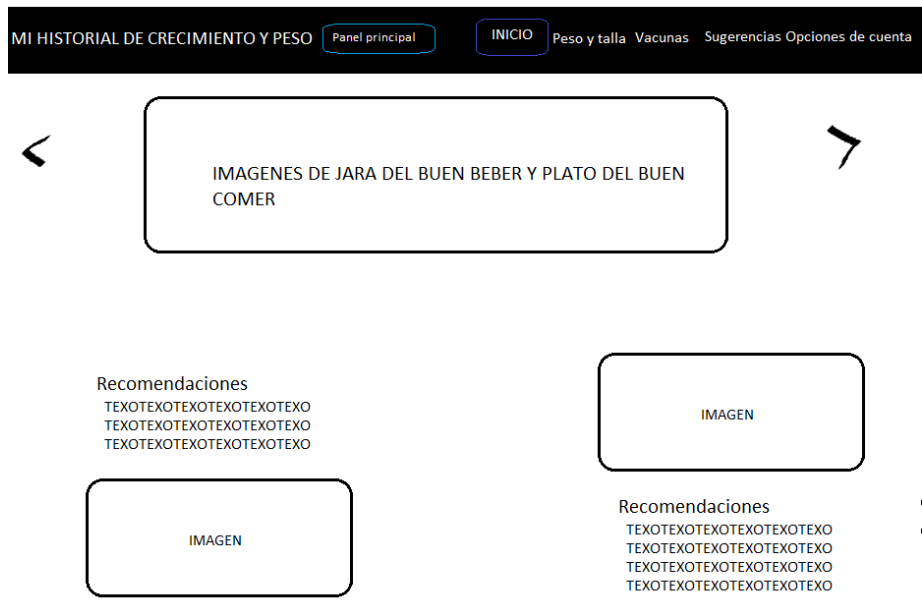 MI HISTORIAL DE CRECIMIENTO Y PESO Panel principal INICIO Peso y talla Vacunas Sugerencias Opciones de cuenta
IMAGENES DE JARA DEL BUEN BEBER Y PLATO DEL BUEN
COMER
Recomendaciones
TEXOTEXOTEXOTEXOTEXOTEXO
TEXOTEXOTEXOTEXOTEXOTEXO
TEXOTEXOTEXOTEXOTEXOTEXO
IMAGEN
IMAGEN
Recomendaciones
TEXOTEXOTEXOTEXOTEXOTEXO
TEXOTEXOTEXOTEXOTEXOTEXO
TEXOTEXOTEXOTEXOTEXOTEXO
TEXOTEXOTEXOTEXOTEXOTEXO